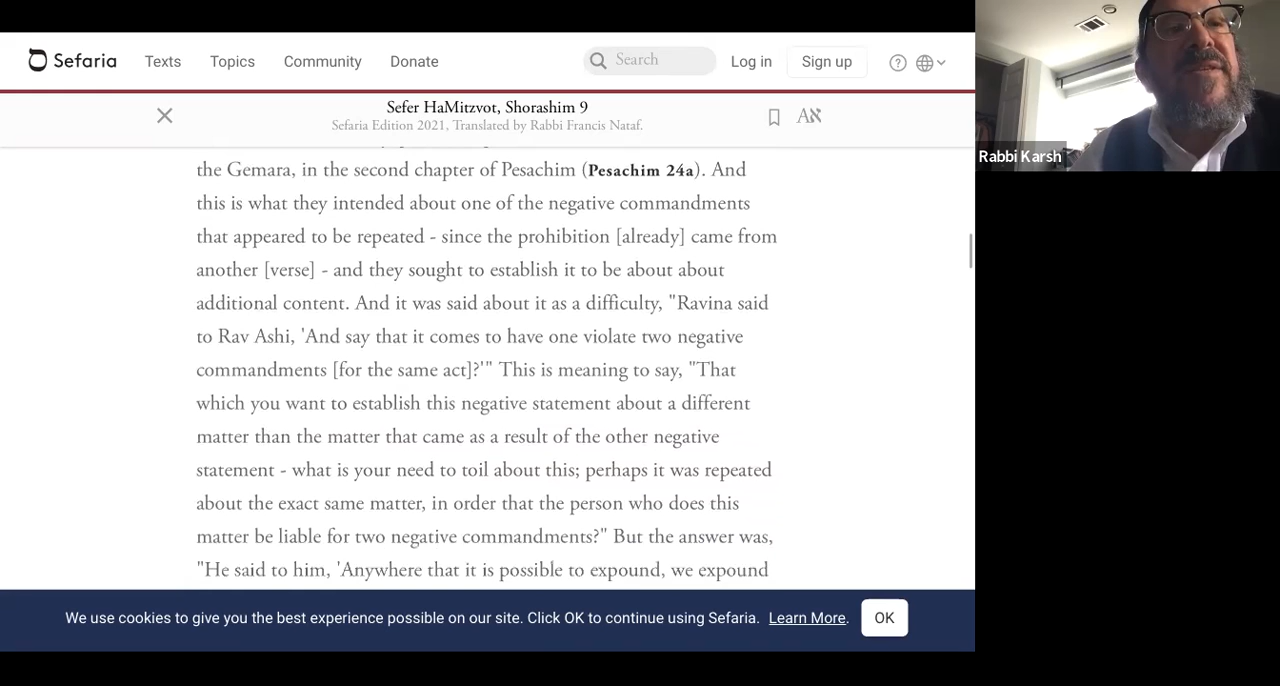 Sefaria
Texts
Topics
Community
Donate
Search
Log in
Sign up
Sefer HaMitzvot, Shorashim 9
Sefaria Edition 2021, Translated by Rabbi Francis Nataf.
Rabbi Karsh
the Gemara, in the second chapter of Pesachim (Pesachim 24a). And
this is what they intended about one of the negative commandments
that appeared to be repeated - since the prohibition [already] came from
another [verse] - and they sought to establish it to be about about
additional content. And it was said about it as a difficulty, "Ravina said
to Rav Ashi, 'And say that it comes to have one violate two negative
commandments [for the same act]?'" This is meaning to say, "That
which you want to establish this negative statement about a different
matter than the matter that came as a result of the other negative
statement - what is your need to toil about this; perhaps it was repeated
about the exact same matter, in order that the person who does this
matter be liable for two negative commandments?" But the answer was,
"He said to him, 'Anywhere that it is possible to expound, we expound
We use cookies to give you the best experience possible on our site. Click OK to continue using Sefaria. Learn More.
OK